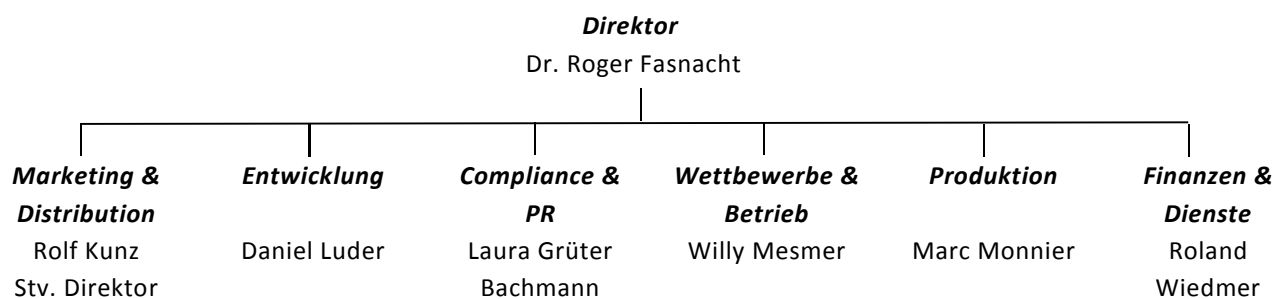 Direktor
Dr. Roger Fasnacht
Marketing &
Distribution
Rolf Kunz
Stv. Direktor
Entwicklung
Daniel Luder
Compliance &
PR
Laura Grüter
Bachmann
Wettbewerbe &
Betrieb
Willy Mesmer
Produktion
Marc Monnier
Finanzen &
Dienste
Roland
Wiedmer